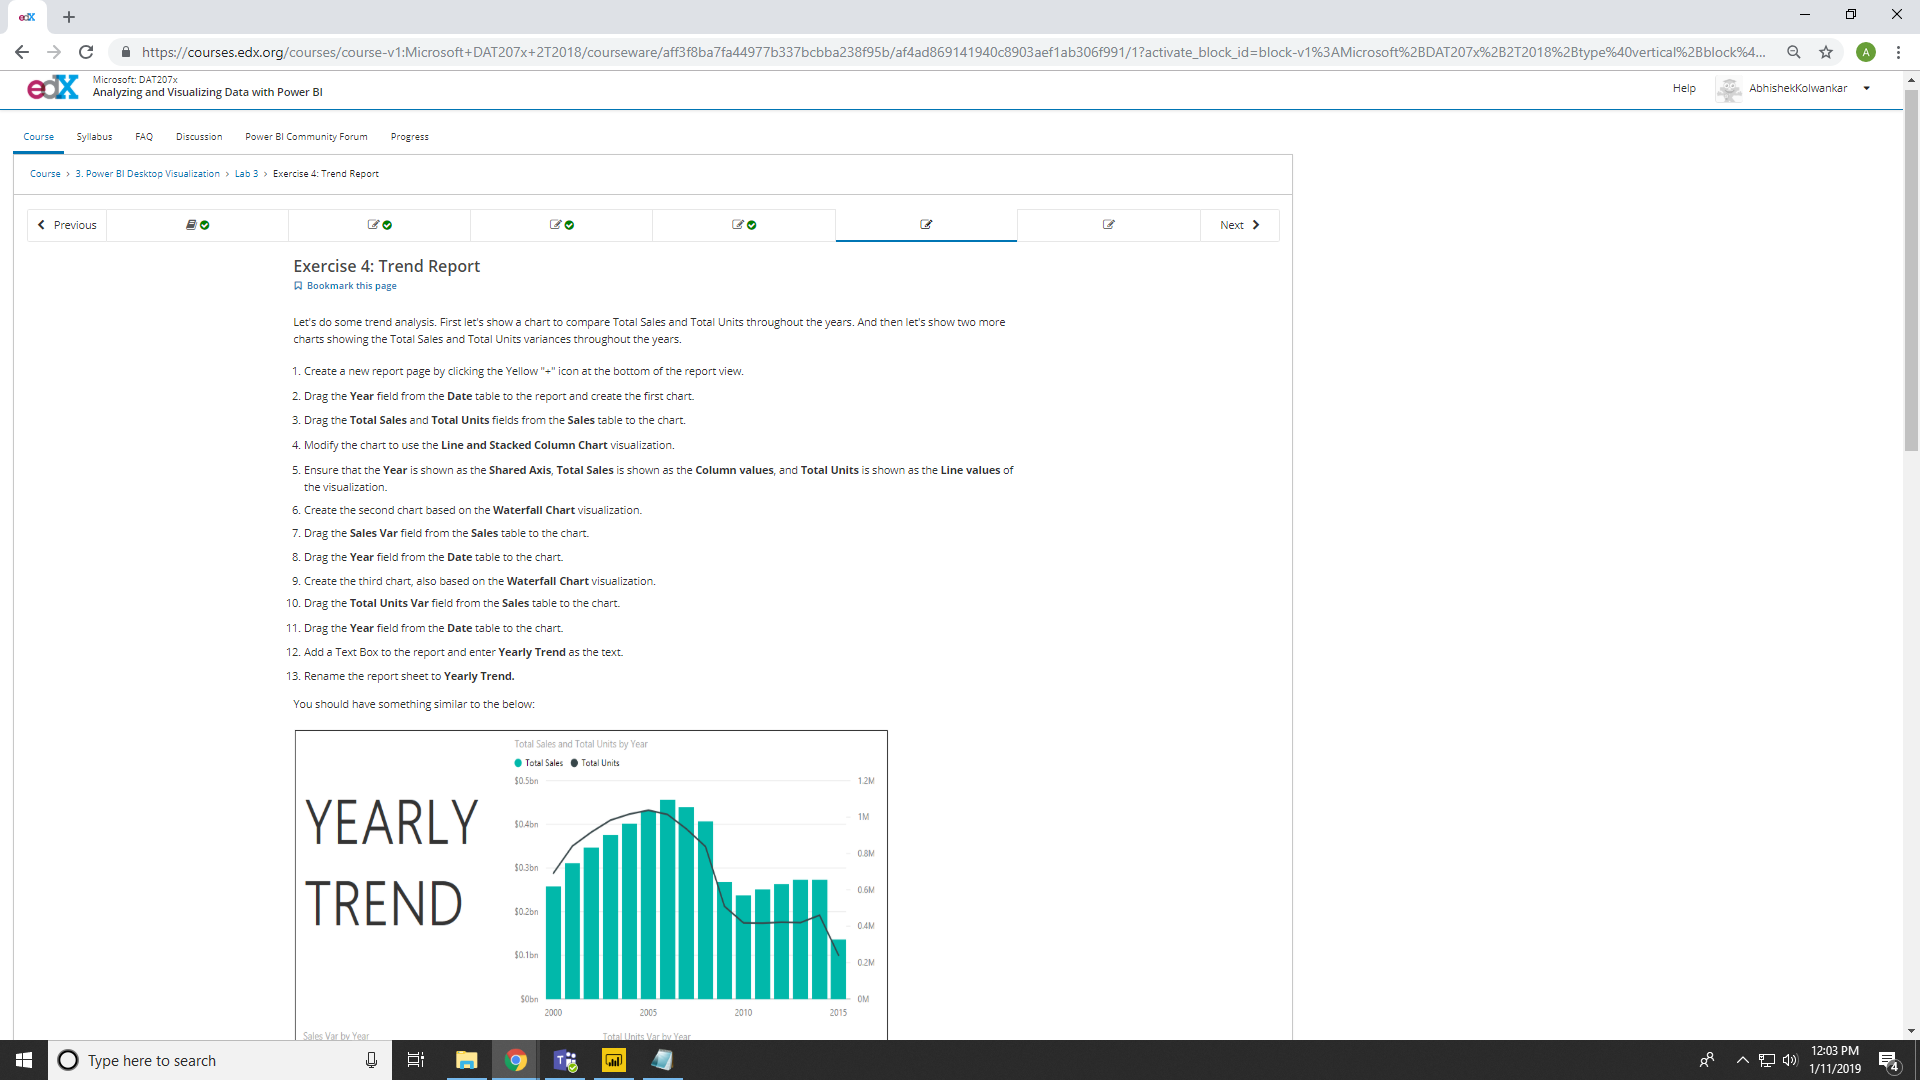 edX
https://courses.edx.org/courses/course-v1:Microsoft+DAT207x+2T2018/courseware/aff3f8ba7fa44977b337bcbba238f95b/af4ad869141940c8903aef1ab306f991/1?activate_block_id=block-v1%3AMicrosoft%2BDAT207x%2B2T2018%2Btype%40vertical%2Bblock%4...
A
edX
Microsoft: DAT207x
Analyzing and Visualizing Data with Power BI
Help
AbhishekKolwankar
Course Syllabus FAQ Discussion Power BI Community Forum Progress
Course > 3. Power BI Desktop Visualization > Lab 3 > Exercise 4: Trend Report
Previous
Next
Exercise 4: Trend Report
Bookmark this page
Let's do some trend analysis. First let's show a chart to compare Total Sales and Total Units throughout the years. And then let's show two more
charts showing the Total Sales and Total Units variances throughout the years.
1. Create a new report page by clicking the Yellow "+" icon at the bottom of the report view.
2. Drag the Year field from the Date table to the report and create the first chart.
3. Drag the Total Sales and Total Units fields from the Sales table to the chart.
4. Modify the chart to use the Line and Stacked Column Chart visualization.
5. Ensure that the Year is shown as the Shared Axis, Total Sales is shown as the Column values, and Total Units is shown as the Line values of
the visualization.
6. Create the second chart based on the Waterfall Chart visualization.
7. Drag the Sales Var field from the Sales table to the chart.
8. Drag the Year field from the Date table to the chart.
9. Create the third chart, also based on the Waterfall Chart visualization.
10. Drag the Total Units Var field from the Sales table to the chart.
11. Drag the Year field from the Date table to the chart.
12. Add a Text Box to the report and enter Yearly Trend as the text.
13. Rename the report sheet to Yearly Trend.
You should have something similar to the below:
YEARLY
TREND
Total Sales and Total Units by Year
Total Sales Total Units
$0.5bn
$0.4bn
$0.3bn
$0.2bn
$0.1bn
$0bn
1.2M
1M
0.8M
0.6M
0.4M
0.2M
0M
2000 2005 2010 2015
Sales Var by Year
Total Units Var by Year
Type here to search
12:03 PM
1/11/2019
4